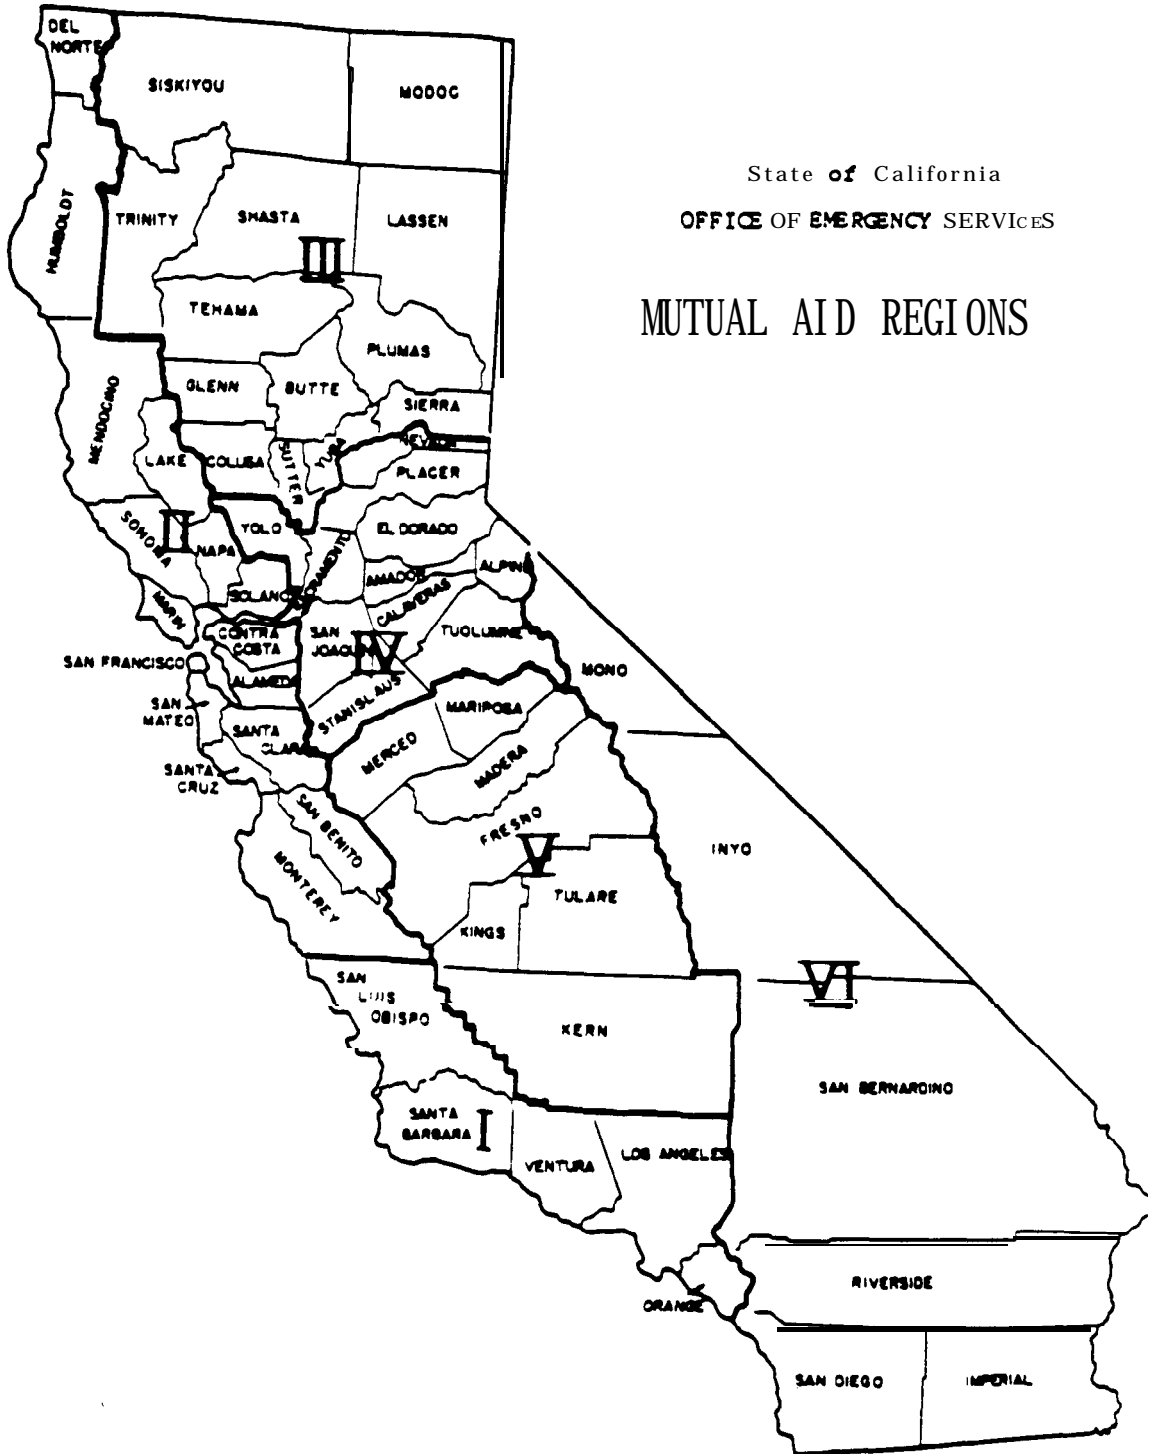 DEL
NORTE
SISKIYOU
MODOC
State of California
OFFICE OF EMERGENCY SERVICES
MUTUAL AID REGIONS
HUMBOLDT
TRINITY
SHASTA
LASSEN
III
TEHAMA
PLUMAS
GLENN
BUTTE
SIERRA
MENDOCINO
LAKE
COLUSA
SUTTER
YUBA
NEVADA
PLACER
SONOMA
II
NAPA
YOLO
SACRAMENTO
EL DORADO
SOLANO
AMADOR
ALPINE
MARIN
CALAVERAS
CONTRA
COSTA
SAN
JOAQUIN
IV
TUOLUMNE
MONO
SAN FRANCISCO
ALAMEDA
STANISLAUS
SAN
MATEO
SANTA
CLARA
MARIPOSA
MERCED
MADERA
SANTA
CRUZ
SAN BENITO
FRESNO
V
INYO
MONTEREY
TULARE
KINGS
SAN
LUIS
OBISPO
KERN
VI
SAN BERNARDINO
SANTA
BARBARA
I
VENTURA
LOS ANGELES
RIVERSIDE
ORANGE
SAN DIEGO
IMPERIAL